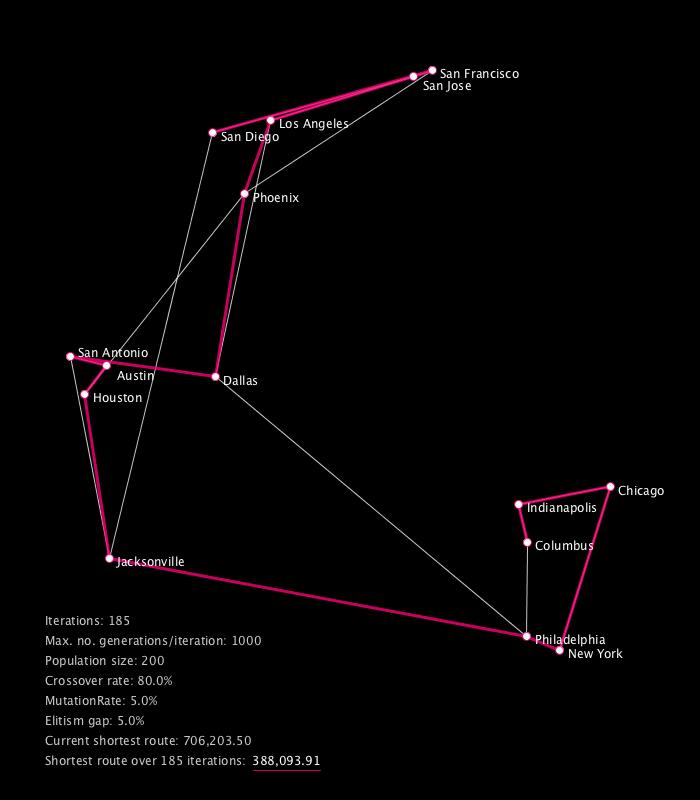 San Francisco
San Jose
Los Angeles
San Diego
Phoenix
San Antonio
Austin
Dallas
Houston
Chicago
Indianapolis
Columbus
Jacksonville
Philadelphia
New York
Iterations: 185
Max. no. generations/iteration: 1000
Population size: 200
Crossover rate: 80.0%
MutationRate: 5.0%
Elitism gap: 5.0%
Current shortest route: 706,203.50
Shortest route over 185 iterations: 388,093.91